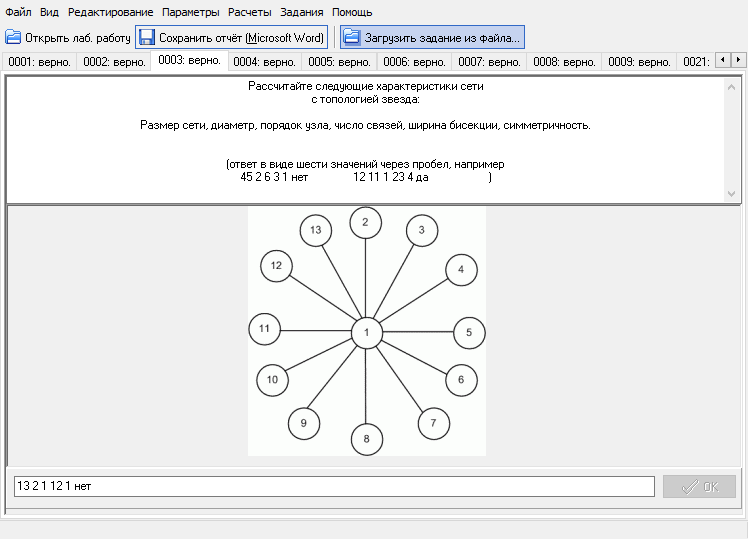 Файл Вид Редактирование Параметры Расчеты Задания Помощь
Открыть лаб. работу Сохранить отчёт (Microsoft Word) Загрузить задание из файла...
0001: верно. 0002: верно. 0003: верно. 0004: верно. 0005: верно. 0006: верно. 0007: верно. 0008: верно. 0009: верно. 0021:
Рассчитайте следующие характеристики сети
с топологией звезда:
Размер сети, диаметр, порядок узла, число связей, ширина бисекции, симметричность.
(ответ в виде шести значений через пробел, например
45 2 6 3 1 нет 12 11 1 23 4 да )
2
13 3
12 4
11 1 5
10 6
9 7
8
13 2 1 12 1 нет OK